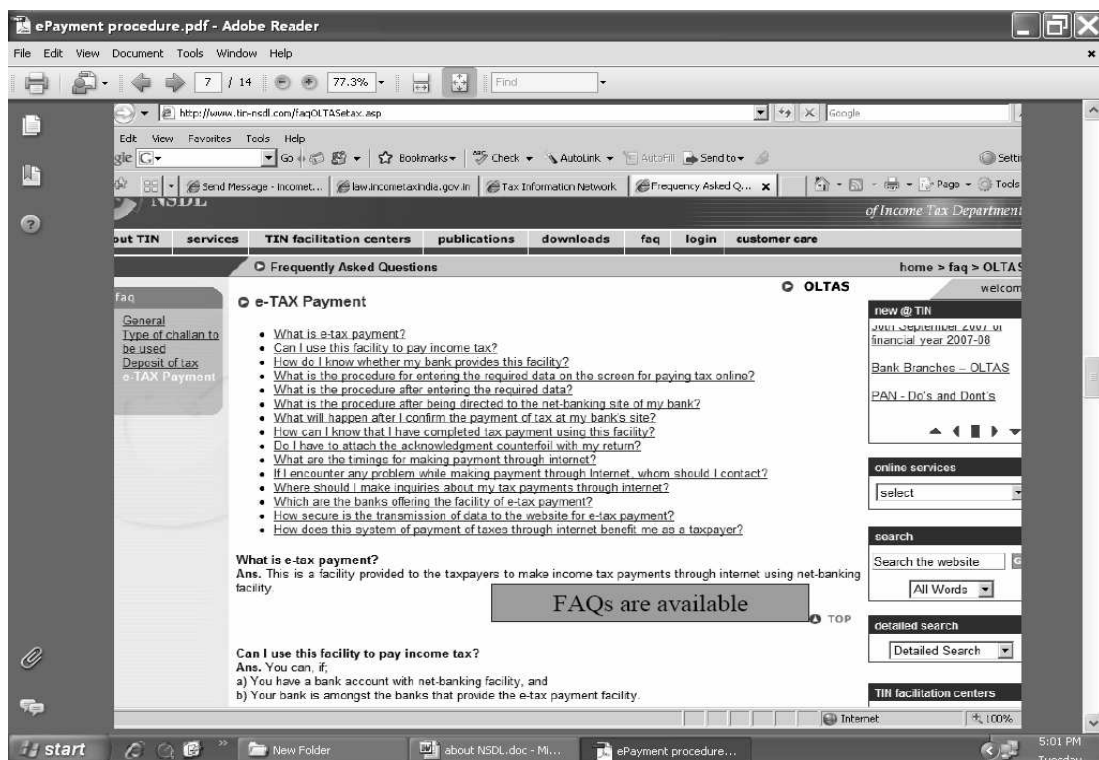 ePayment procedure.pdf - Adobe Reader
File Edit View Document Tools Window Help
7 / 14 77.3% Find
http://www.tin-nsdl.com/faqOLTASetax.asp Google
Edit View Favorites Tools Help
gle G Go Bookmarks Check AutoLink AutoFill Send to Settin
Send Message - Incomet... law.incometaxindia.gov.in Tax Information Network Frequency Asked Q... Page Tools
NSDL
of Income Tax Department
out TIN services TIN facilitation centers publications downloads faq login customer care
Frequently Asked Questions home > faq > OLTAS
OLTAS welcom
faq
General
Type of challan to
be used
Deposit of tax
e-TAX Payment
e-TAX Payment
What is e-tax payment?
Can I use this facility to pay income tax?
How do I know whether my bank provides this facility?
What is the procedure for entering the required data on the screen for paying tax online?
What is the procedure after entering the required data?
What is the procedure after being directed to the net-banking site of my bank?
What will happen after I confirm the payment of tax at my bank's site?
How can I know that I have completed tax payment using this facility?
Do I have to attach the acknowledgment counterfoil with my return?
What are the timings for making payment through internet?
If I encounter any problem while making payment through Internet, whom should I contact?
Where should I make inquiries about my tax payments through internet?
Which are the banks offering the facility of e-tax payment?
How secure is the transmission of data to the website for e-tax payment?
How does this system of payment of taxes through internet benefit me as a taxpayer?
What is e-tax payment?
Ans. This is a facility provided to the taxpayers to make income tax payments through internet using net-banking
facility.
FAQs are available
TOP
Can I use this facility to pay income tax?
Ans. You can, if;
a) You have a bank account with net-banking facility, and
b) Your bank is amongst the banks that provide the e-tax payment facility.
new @ TIN
30th September 2007 of
financial year 2007-08
Bank Branches – OLTAS
PAN - Do's and Dont's
online services
select
search
Search the website G
All Words
detailed search
Detailed Search
TIN facilitation centers
Internet 100%
start New Folder about NSDL.doc - Mi... ePayment procedure... 5:01 PM
Tuesday